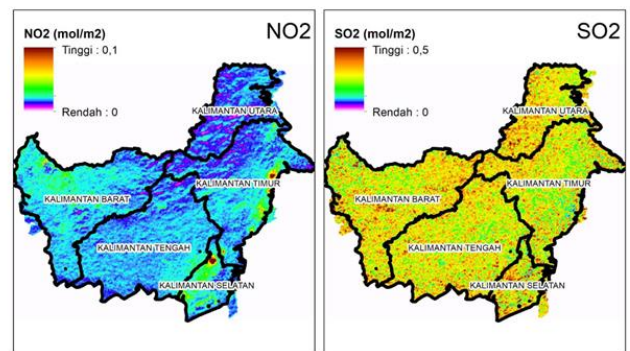 NO2 (mol/m2)
NO2
Tinggi : 0,1
Rendah : 0
KALIMANTAN UTARA
KALIMANTAN TIMUR
KALIMANTAN BARAT
KALIMANTAN TENGAH
KALIMANTAN SELATAN
SO2 (mol/m2)
SO2
Tinggi : 0,5
Rendah : 0
KALIMANTAN UTARA
KALIMANTAN TIMUR
KALIMANTAN BARAT
KALIMANTAN TENGAH
KALIMANTAN SELATAN